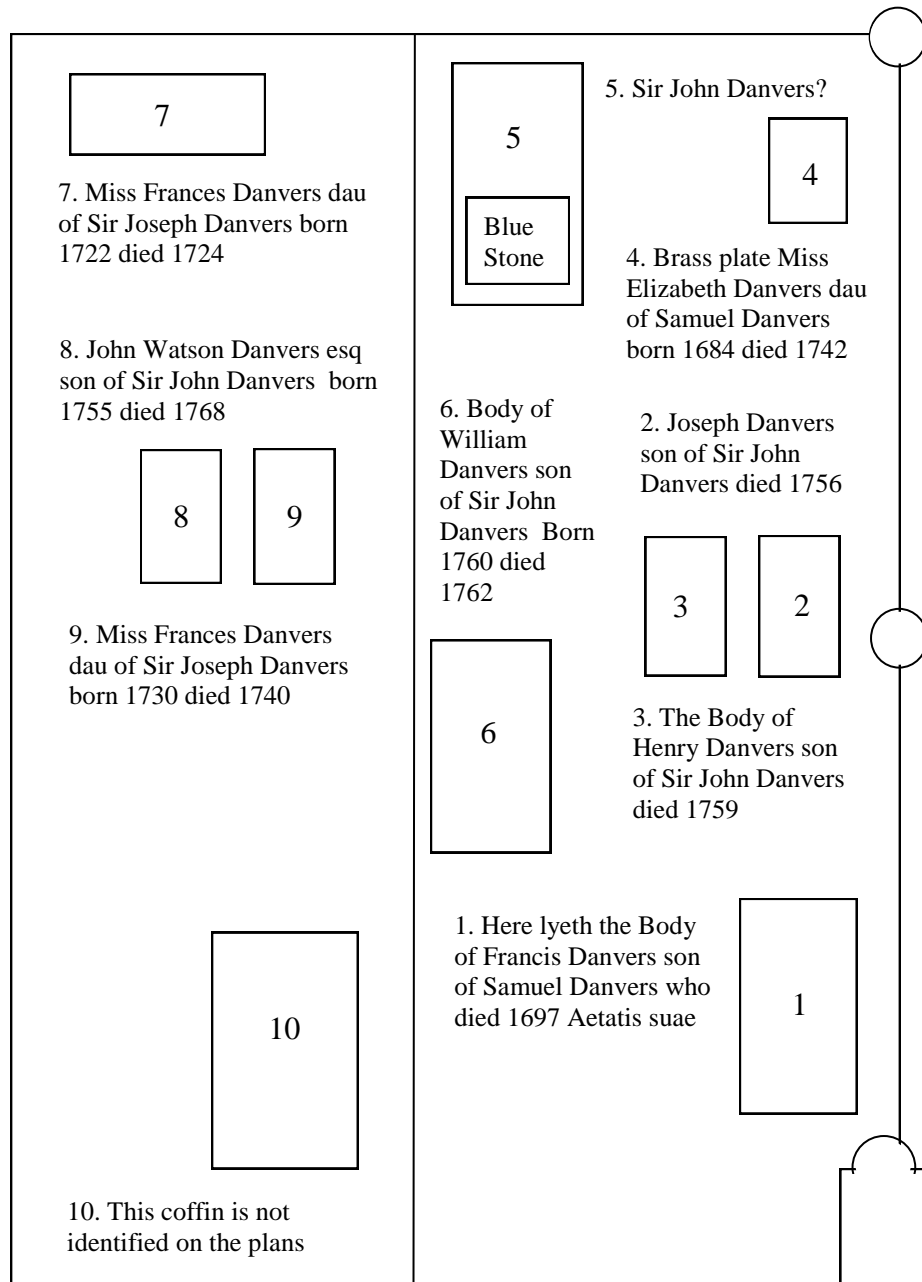 7
7. Miss Frances Danvers dau
of Sir Joseph Danvers born
1722 died 1724
8. John Watson Danvers esq
son of Sir John Danvers born
1755 died 1768
8
9
9. Miss Frances Danvers
dau of Sir Joseph Danvers
born 1730 died 1740
10
10. This coffin is not
identified on the plans
5
Blue
Stone
5. Sir John Danvers?
4
4. Brass plate Miss
Elizabeth Danvers dau
of Samuel Danvers
born 1684 died 1742
6. Body of
William
Danvers son
of Sir John
Danvers Born
1760 died
1762
2. Joseph Danvers
son of Sir John
Danvers died 1756
3
2
6
3. The Body of
Henry Danvers son
of Sir John Danvers
died 1759
1. Here lyeth the Body
of Francis Danvers son
of Samuel Danvers who
died 1697 Aetatis suae
1